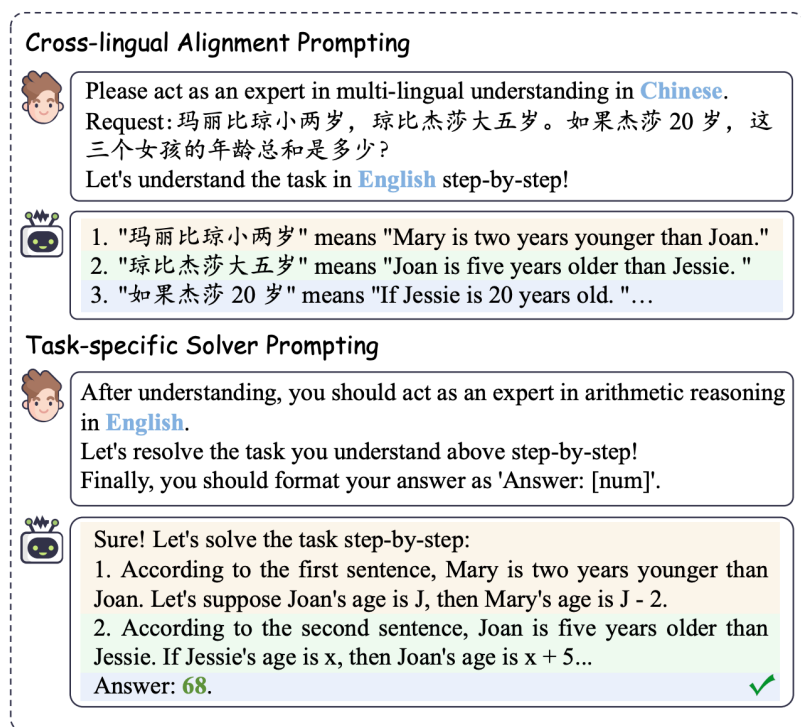 Cross-lingual Alignment Prompting
Please act as an expert in multi-lingual understanding in Chinese.
Request:玛丽比琼小两岁，琼比杰莎大五岁。如果杰莎 20 岁，这
三个女孩的年龄总和是多少?
Let's understand the task in English step-by-step!
1. "玛丽比琼小两岁" means "Mary is two years younger than Joan."
2. "琼比杰莎大五岁" means "Joan is five years older than Jessie. "
3. "如果杰莎 20 岁" means "If Jessie is 20 years old. "…
Task-specific Solver Prompting
After understanding, you should act as an expert in arithmetic reasoning
in English.
Let's resolve the task you understand above step-by-step!
Finally, you should format your answer as 'Answer: [num]'.
Sure! Let's solve the task step-by-step:
1. According to the first sentence, Mary is two years younger than
Joan. Let's suppose Joan's age is J, then Mary's age is J - 2.
2. According to the second sentence, Joan is five years older than
Jessie. If Jessie's age is x, then Joan's age is x + 5...
Answer: 68.